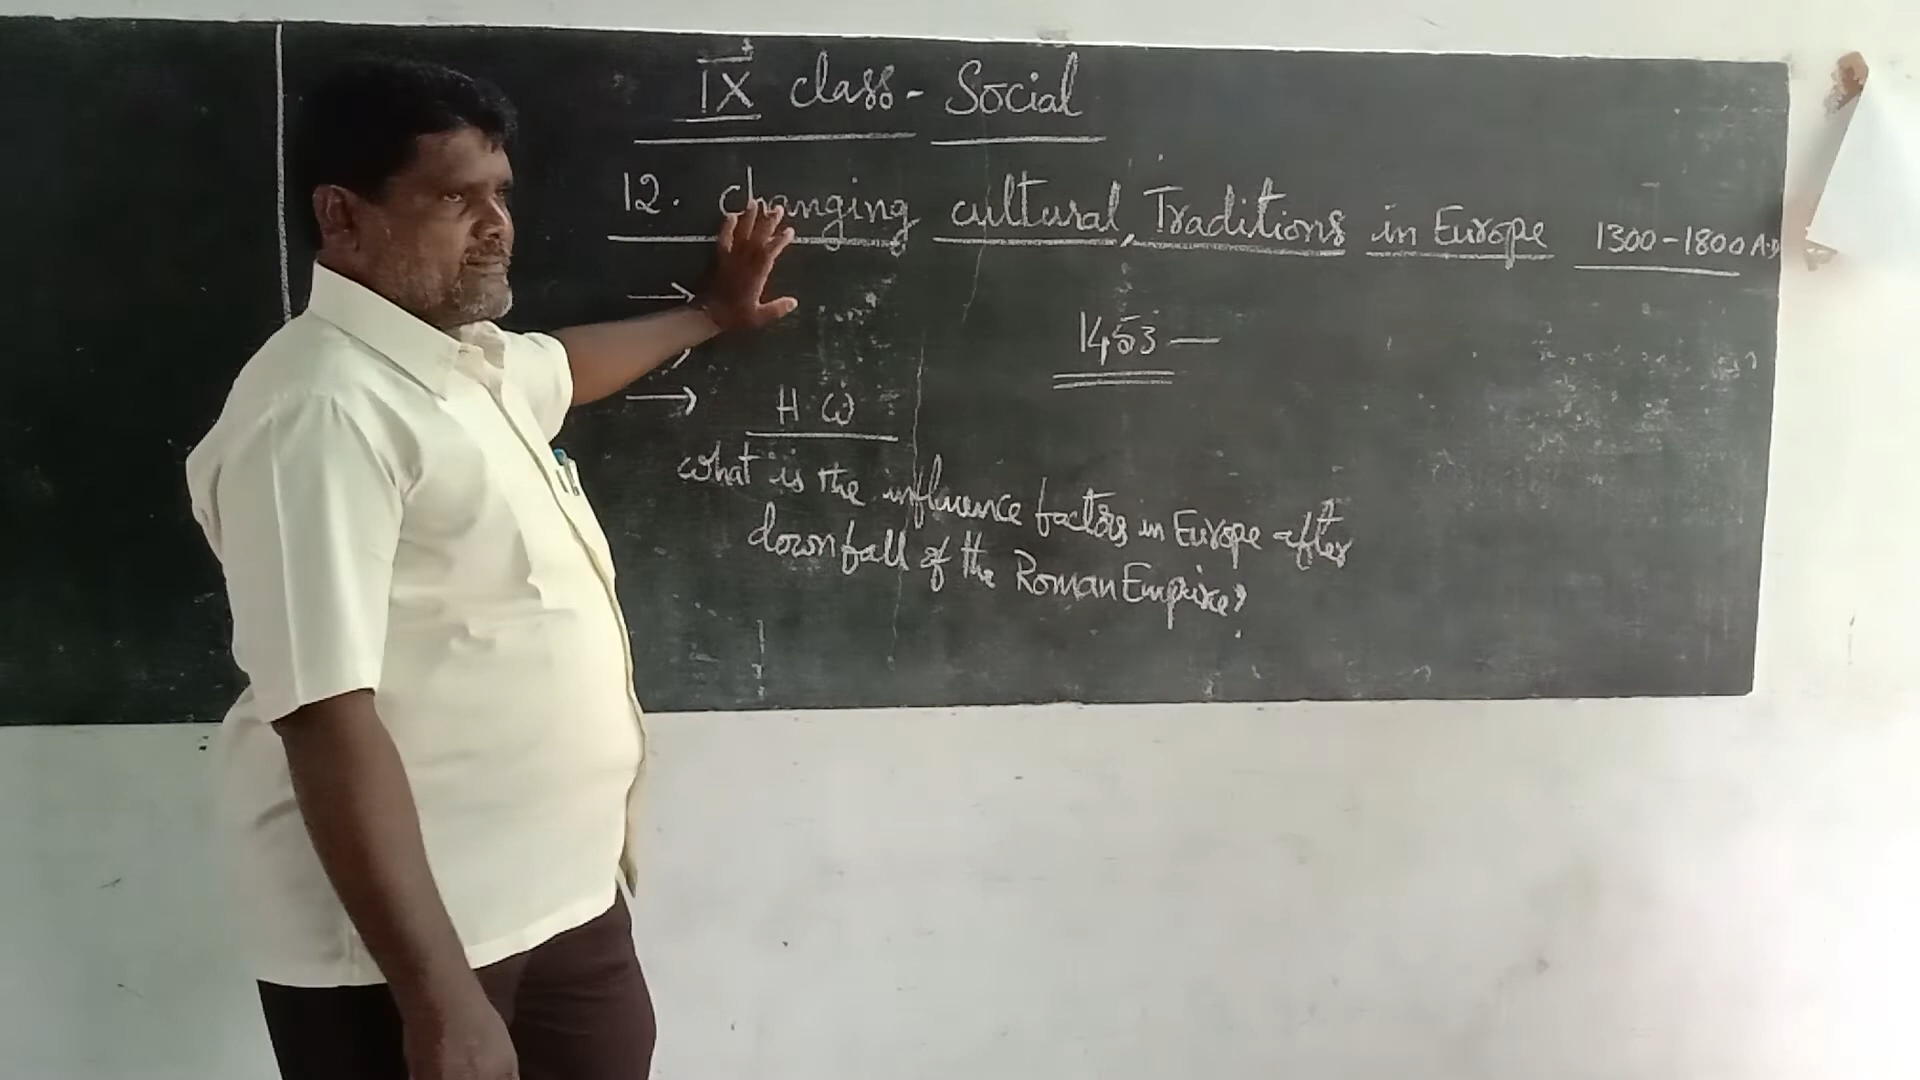 IX class - Social
12. Changing cultural, Traditions in Europe 1300-1800 A.D
→
1453 —
→
H.W
What is the influence factors in Europe after
downfall of the Roman Empire?